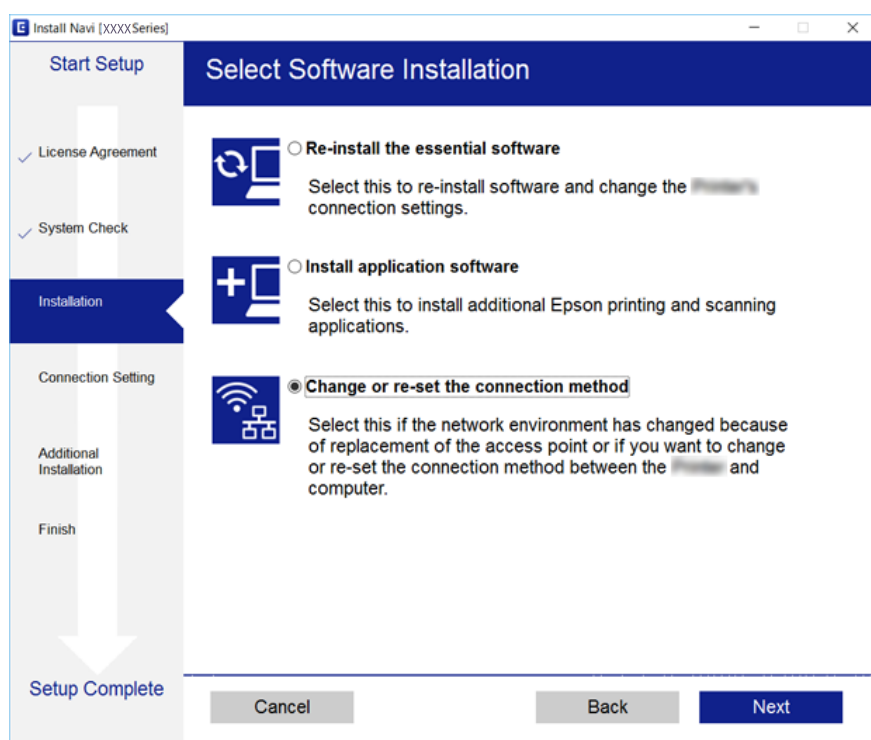 Install Navi [XXXX Series]
Start Setup
License Agreement
System Check
Installation
Connection Setting
Additional
Installation
Finish
Setup Complete
Select Software Installation
Re-install the essential software
Select this to re-install software and change the
connection settings.
Install application software
Select this to install additional Epson printing and scanning
applications.
Change or re-set the connection method
Select this if the network environment has changed because
of replacement of the access point or if you want to change
or re-set the connection method between the and
computer.
Cancel
Back
Next